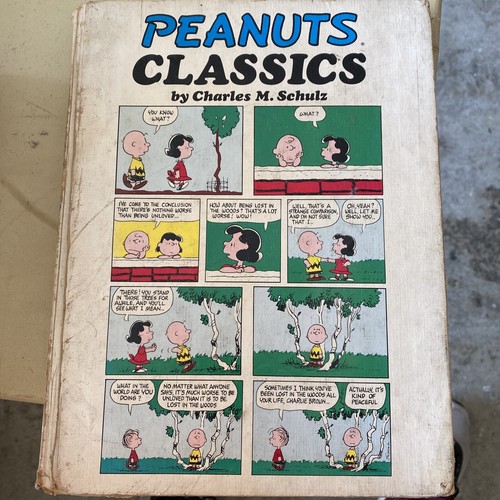 PEANUTS
CLASSICS
by Charles M. Schulz
YOU KNOW
WHAT?
WHAT?
I'VE COME TO THE CONCLUSION
THAT THERE'S NOTHING WORSE
THAN BEING UNLOVED...
HOW ABOUT BEING LOST IN
THE WOODS? THAT'S A LOT
WORSE! WOW!
WELL, THAT'S A
STRANGE COMPARISON,
AND I'M NOT SURE
THAT I...
OH, YEAH?
WELL, LET ME
SHOW YOU...
THERE! YOU STAND
IN THOSE TREES FOR
AWHILE, AND YOU'LL
SEE WHAT I MEAN...
WHAT IN THE
WORLD ARE YOU
DOING?
NO MATTER WHAT ANYONE
SAYS, IT'S MUCH WORSE TO BE
UNLOVED THAN IT IS TO BE
LOST IN THE WOODS
SOMETIMES I THINK YOU'VE
BEEN LOST IN THE WOODS ALL
YOUR LIFE, CHARLIE BROWN...
ACTUALLY, IT'S
KIND OF
PEACEFUL